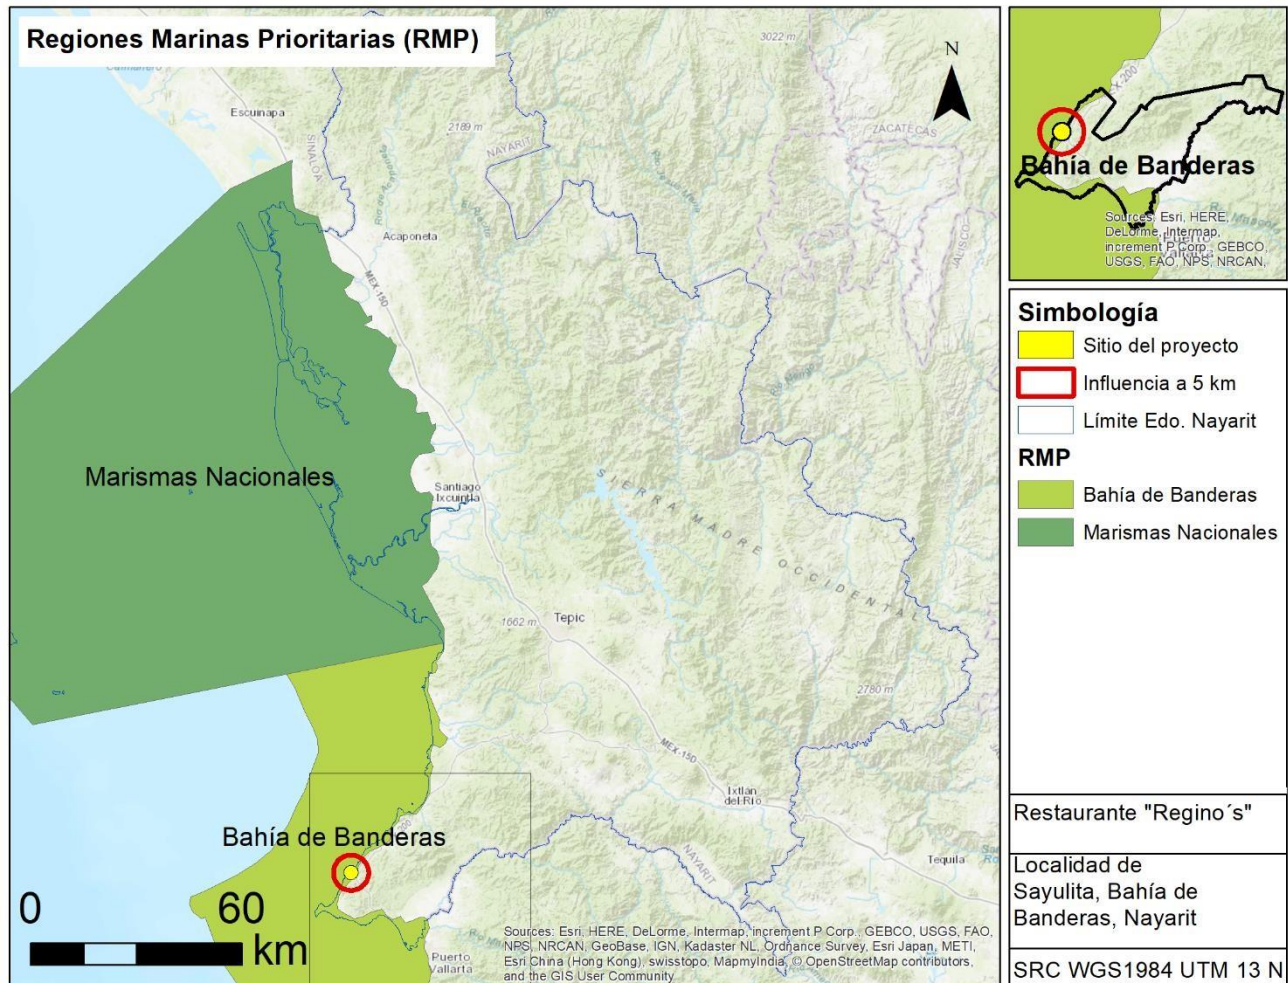 Regiones Marinas Prioritarias (RMP)
N
3022 m
Escuinapa
2189 m
NAYARIT
ZACATECAS
SINALOA
JALISCO
Acaponeta
MEX-15D
Marismas Nacionales
Santiago
Ixcuintla
SIERRA MADRE OCCIDENTAL
1662 m
Tepic
2780 m
MEX-15D
Ixtlán
del Río
Bahía de Banderas
NAYARIT
Tequila
0 60
km
Puerto
Vallarta
Sources: Esri, HERE, DeLorme, Intermap, increment P Corp., GEBCO, USGS, FAO,
NPS, NRCAN, GeoBase, IGN, Kadaster NL, Ordnance Survey, Esri Japan, METI,
Esri China (Hong Kong), swisstopo, MapmyIndia, © OpenStreetMap contributors,
and the GIS User Community
Bahía de Banderas
Sources: Esri, HERE,
DeLorme, Intermap,
increment P Corp., GEBCO,
USGS, FAO, NPS, NRCAN,
Simbología
Sitio del proyecto
Influencia a 5 km
Límite Edo. Nayarit
RMP
Bahía de Banderas
Marismas Nacionales
Restaurante "Regino´s"
Localidad de
Sayulita, Bahía de
Banderas, Nayarit
SRC WGS1984 UTM 13 N